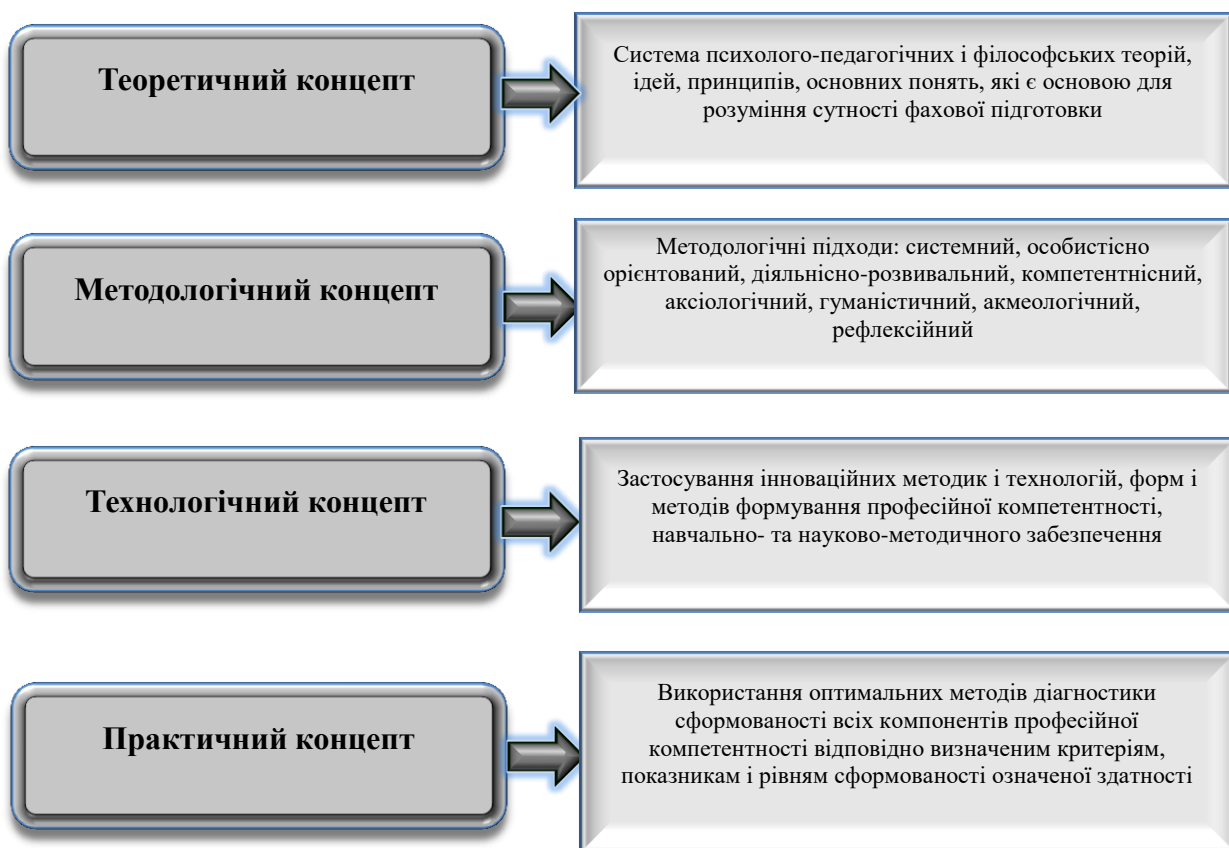 Теоретичний концепт
Система психолого-педагогічних і філософських теорій,
ідей, принципів, основних понять, які є основою для
розуміння сутності фахової підготовки
Методологічний концепт
Методологічні підходи: системний, особистісно
орієнтований, діяльнісно-розвивальний, компетентнісний,
аксіологічний, гуманістичний, акмеологічний,
рефлексійний
Технологічний концепт
Застосування інноваційних методик і технологій, форм і
методів формування професійної компетентності,
навчально- та науково-методичного забезпечення
Практичний концепт
Використання оптимальних методів діагностики
сформованості всіх компонентів професійної
компетентності відповідно визначеним критеріям,
показникам і рівням сформованості означеної здатності